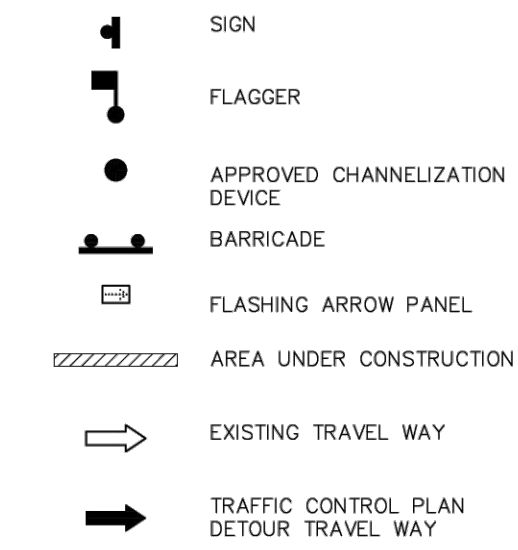 SIGN
FLAGGER
APPROVED CHANNELIZATION
DEVICE
BARRICADE
FLASHING ARROW PANEL
AREA UNDER CONSTRUCTION
EXISTING TRAVEL WAY
TRAFFIC CONTROL PLAN
DETOUR TRAVEL WAY